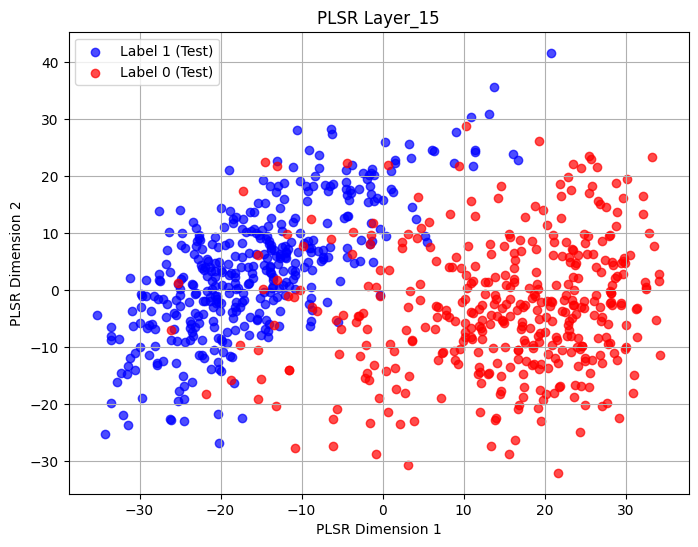 PLSR Layer_15
Label 1 (Test)
Label 0 (Test)
40
30
20
10
0
−10
−20
−30
PLSR Dimension 2
−30 −20 −10 0 10 20 30
PLSR Dimension 1